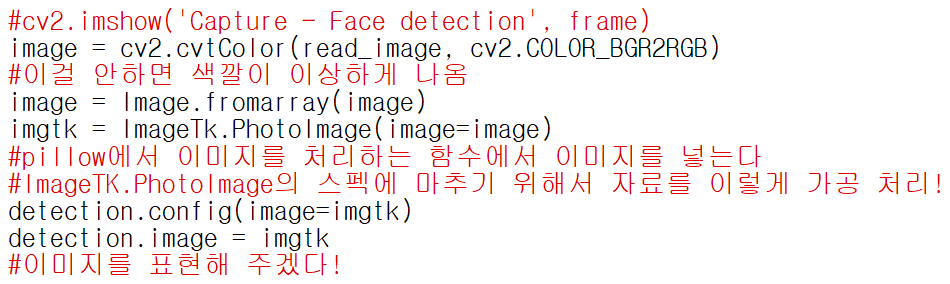 #cv2.imshow('Capture - Face detection', frame)
image = cv2.cvtColor(read_image, cv2.COLOR_BGR2RGB)
#이걸 안하면 색깔이 이상하게 나옴
image = Image.fromarray(image)
imgtk = ImageTk.PhotoImage(image=image)
#pillow에서 이미지를 처리하는 함수에서 이미지를 넣는다
#ImageTK.PhotoImage의 스펙에 마추기 위해서 자료를 이렇게 가공 처리!
detection.config(image=imgtk)
detection.image = imgtk
#이미지를 표현해 주겠다!